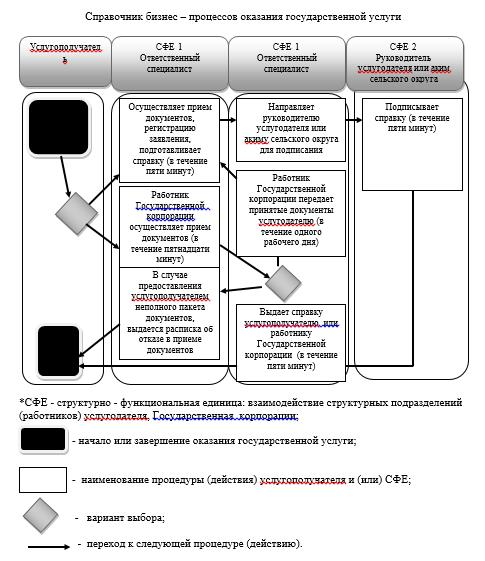 Справочник бизнес – процессов оказания государственной услуги
Услугополучател
ь
СФЕ 1
Ответственный
специалист
СФЕ 1
Ответственный
специалист
СФЕ 2
Руководитель
услугодателя или аким
сельского округа
Осуществляет прием
документов,
регистрацию
заявления,
подготавливает
справку (в течение
пяти минут)
Направляет
руководителю
услугодателя или
акиму сельского округа
для подписания
Подписывает
справку (в течение
пяти минут)
Работник
Государственной
корпорации
осуществляет прием
документов (в
течение пятнадцати
минут)
Работник
Государственной
корпорации передает
принятые документы
услугодателю (в
течение одного
рабочего дня)
В случае
предоставления
услугополучателем
неполного пакета
документов,
выдается расписка об
отказе в приеме
документов
Выдает справку
услугополучателю или
работнику
Государственной
корпорации (в течение
пяти минут)
*СФЕ - структурно - функциональная единица: взаимодействие структурных подразделений
(работников) услугодателя, Государственная корпорации;
- начало или завершение оказания государственной услуги;
- наименование процедуры (действия) услугополучателя и (или) СФЕ;
- вариант выбора;
- переход к следующей процедуре (действию).